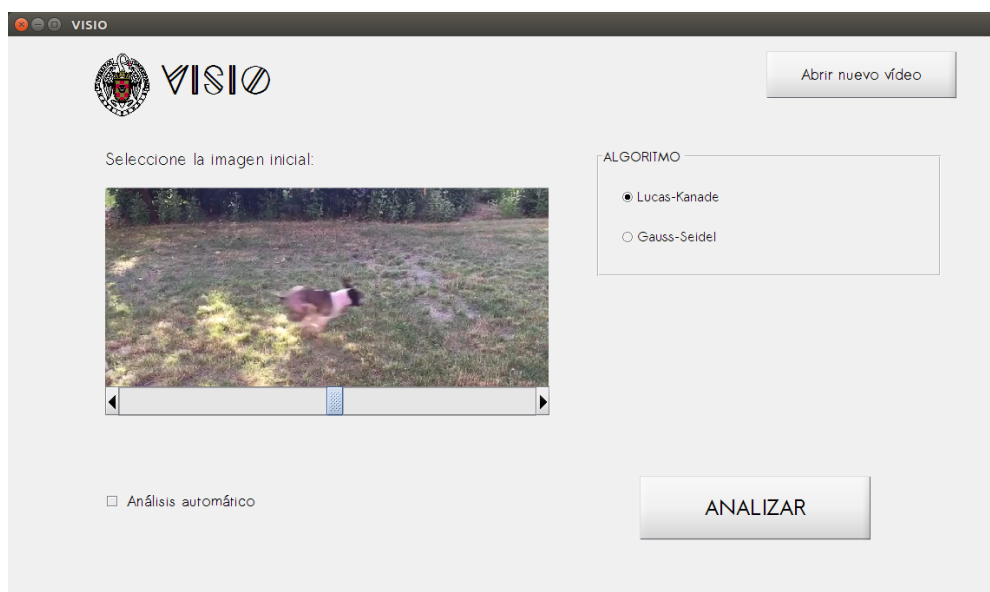 VISIO
VISIO
Abrir nuevo vídeo
Seleccione la imagen inicial:
ALGORITMO
Lucas-Kanade
Gauss-Seidel
Análisis automático
ANALIZAR